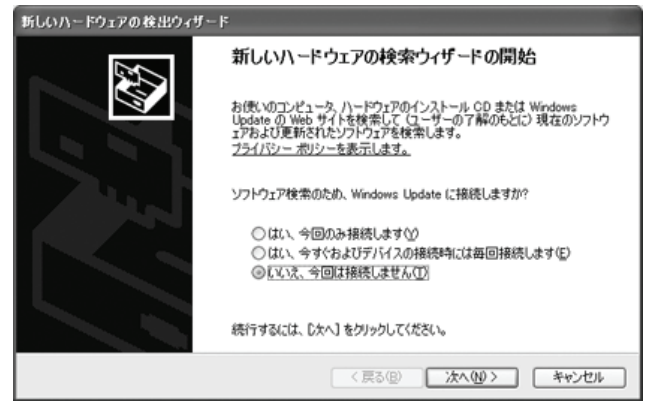 新しいハードウェアの検出ウィザード
新しいハードウェアの検索ウィザードの開始
お使いのコンピュータ、ハードウェアのインストール CD または Windows
Update の Web サイトを検索して (ユーザーの了解のもとに) 現在のソフトウ
ェアおよび更新されたソフトウェアを検索します。
プライバシー ポリシーを表示します。
ソフトウェア検索のため、Windows Update に接続しますか?
はい、今回のみ接続します(Y)
はい、今すぐおよびデバイスの接続時には毎回接続します(E)
いいえ、今回は接続しません(T)
続行するには、[次へ] をクリックしてください。
< 戻る(B)
次へ(N) >
キャンセル